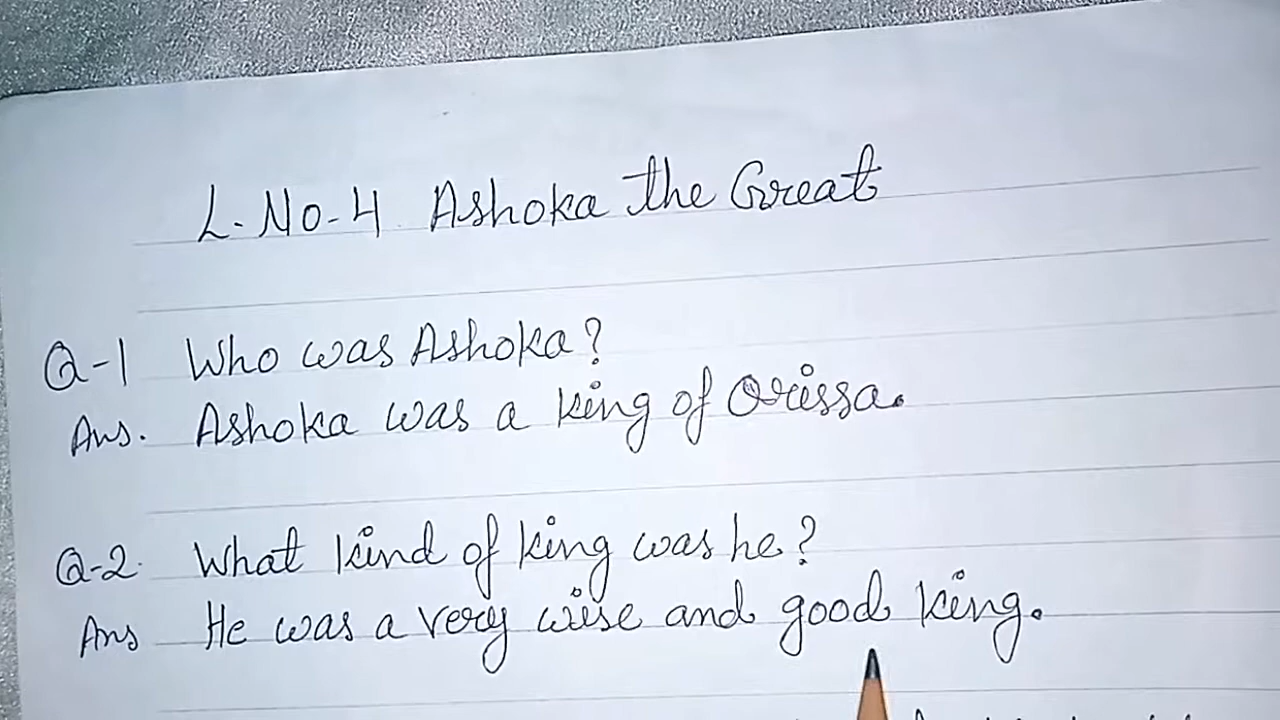 L. No-4. Ashoka the Great
Q-1 Who was Ashoka?
Ans. Ashoka was a king of Orissa.
Q-2. What kind of king was he?
Ans He was a very wise and good king.